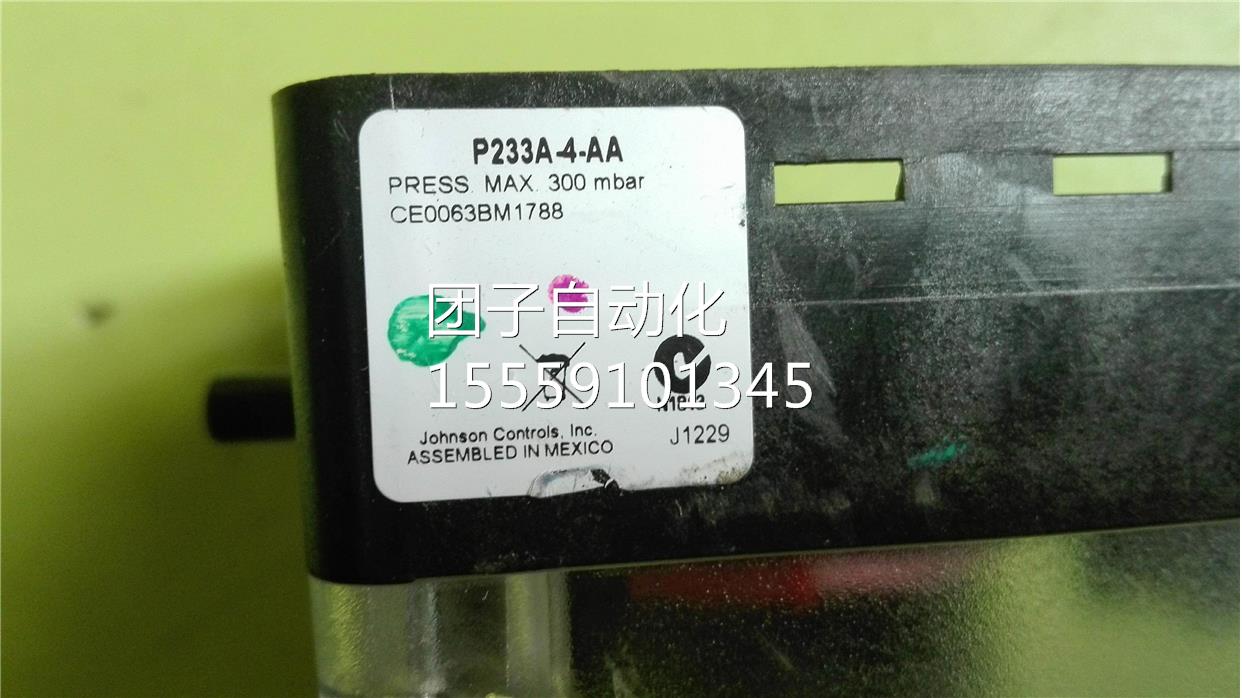 P233A-4-AA
PRESS. MAX. 300 mbar
CE0063BM1788
团子自动化
15559101345
Johnson Controls, Inc.
J1229
ASSEMBLED IN MEXICO